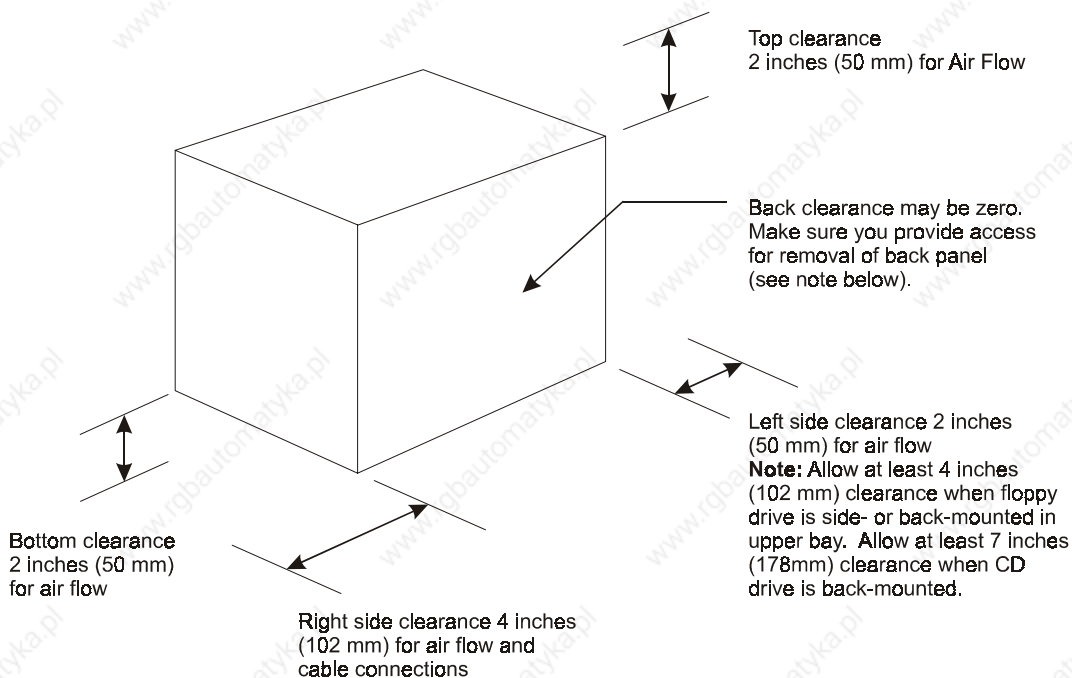 Top clearance
2 inches (50 mm) for Air Flow
Back clearance may be zero.
Make sure you provide access
for removal of back panel
(see note below).
Left side clearance 2 inches
(50 mm) for air flow
Note: Allow at least 4 inches
(102 mm) clearance when floppy
drive is side- or back-mounted in
upper bay.  Allow at least 7 inches
(178mm) clearance when CD
drive is back-mounted.
Bottom clearance
2 inches (50 mm)
for air flow
Right side clearance 4 inches
(102 mm) for air flow and
cable connections
www.rgbautomatyka.pl